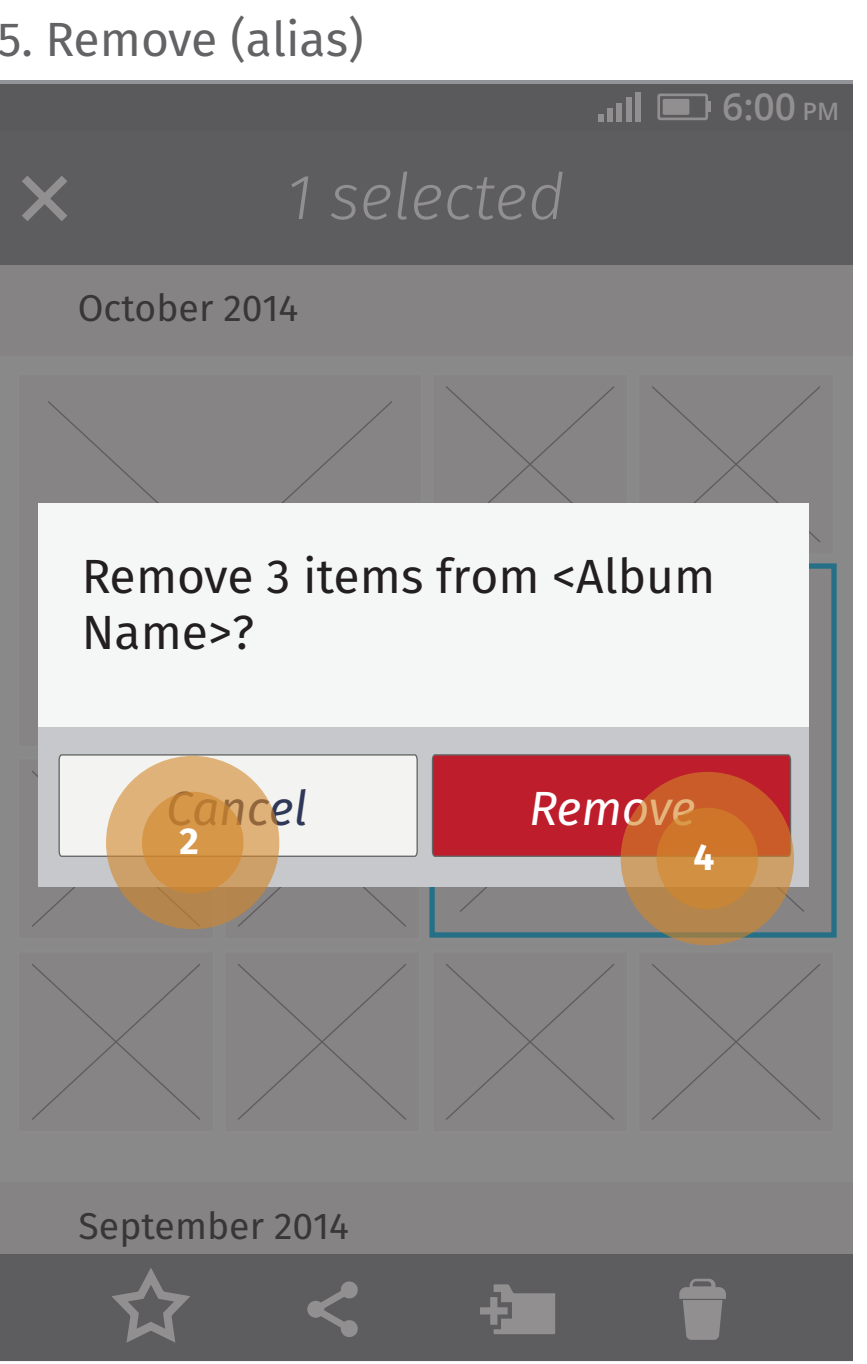 5. Remove (alias)
6:00 PM
1 selected
October 2014
Remove 3 items from <Album
Name>?
Cancel Remove
2 4
September 2014